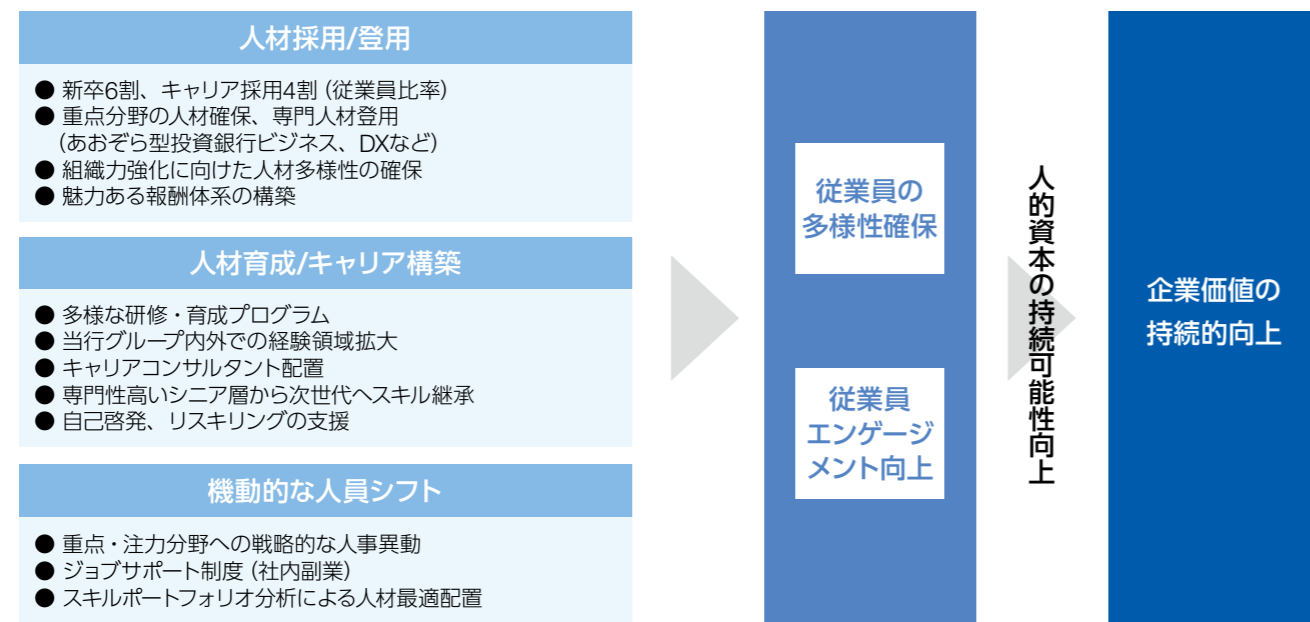 人材採用/登用
● 新卒6割、キャリア採用4割（従業員比率）
● 重点分野の人材確保、専門人材登用
（あおぞら型投資銀行ビジネス、DXなど）
● 組織力強化に向けた人材多様性の確保
● 魅力ある報酬体系の構築
人材育成/キャリア構築
● 多様な研修・育成プログラム
● 当行グループ内外での経験領域拡大
● キャリアコンサルタント配置
● 専門性高いシニア層から次世代へスキル継承
● 自己啓発、リスキリングの支援
機動的な人員シフト
● 重点・注力分野への戦略的な人事異動
● ジョブサポート制度（社内副業）
● スキルポートフォリオ分析による人材最適配置
従業員の
多様性確保
従業員
エンゲージ
メント向上
人的資本の持続可能性向上
企業価値の
持続的向上